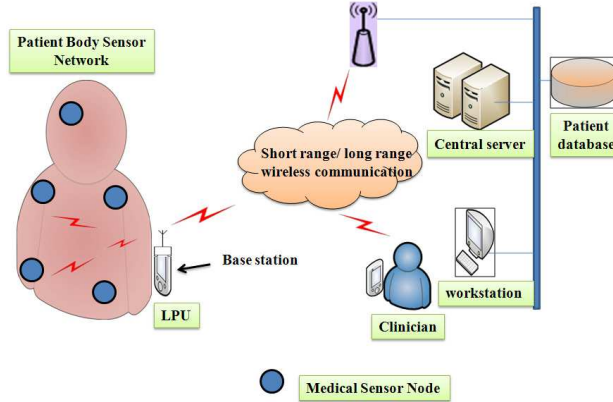 Patient Body Sensor
Network
Short range/ long range
wireless communication
Central server
Patient
database
Base station
LPU
workstation
Clinician
Medical Sensor Node